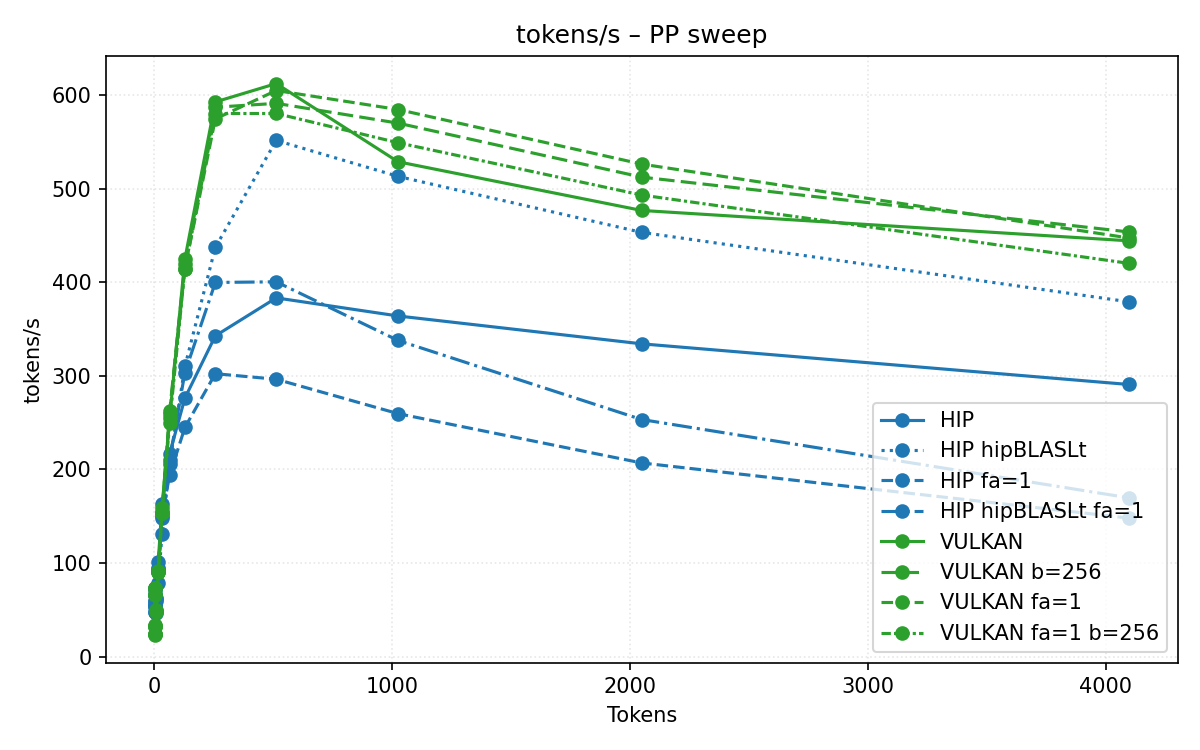 tokens/s – PP sweep
600
500
400
300
200
100
0
tokens/s
0
1000
2000
3000
4000
Tokens
HIP
HIP hipBLASLt
HIP fa=1
HIP hipBLASLt fa=1
VULKAN
VULKAN b=256
VULKAN fa=1
VULKAN fa=1 b=256